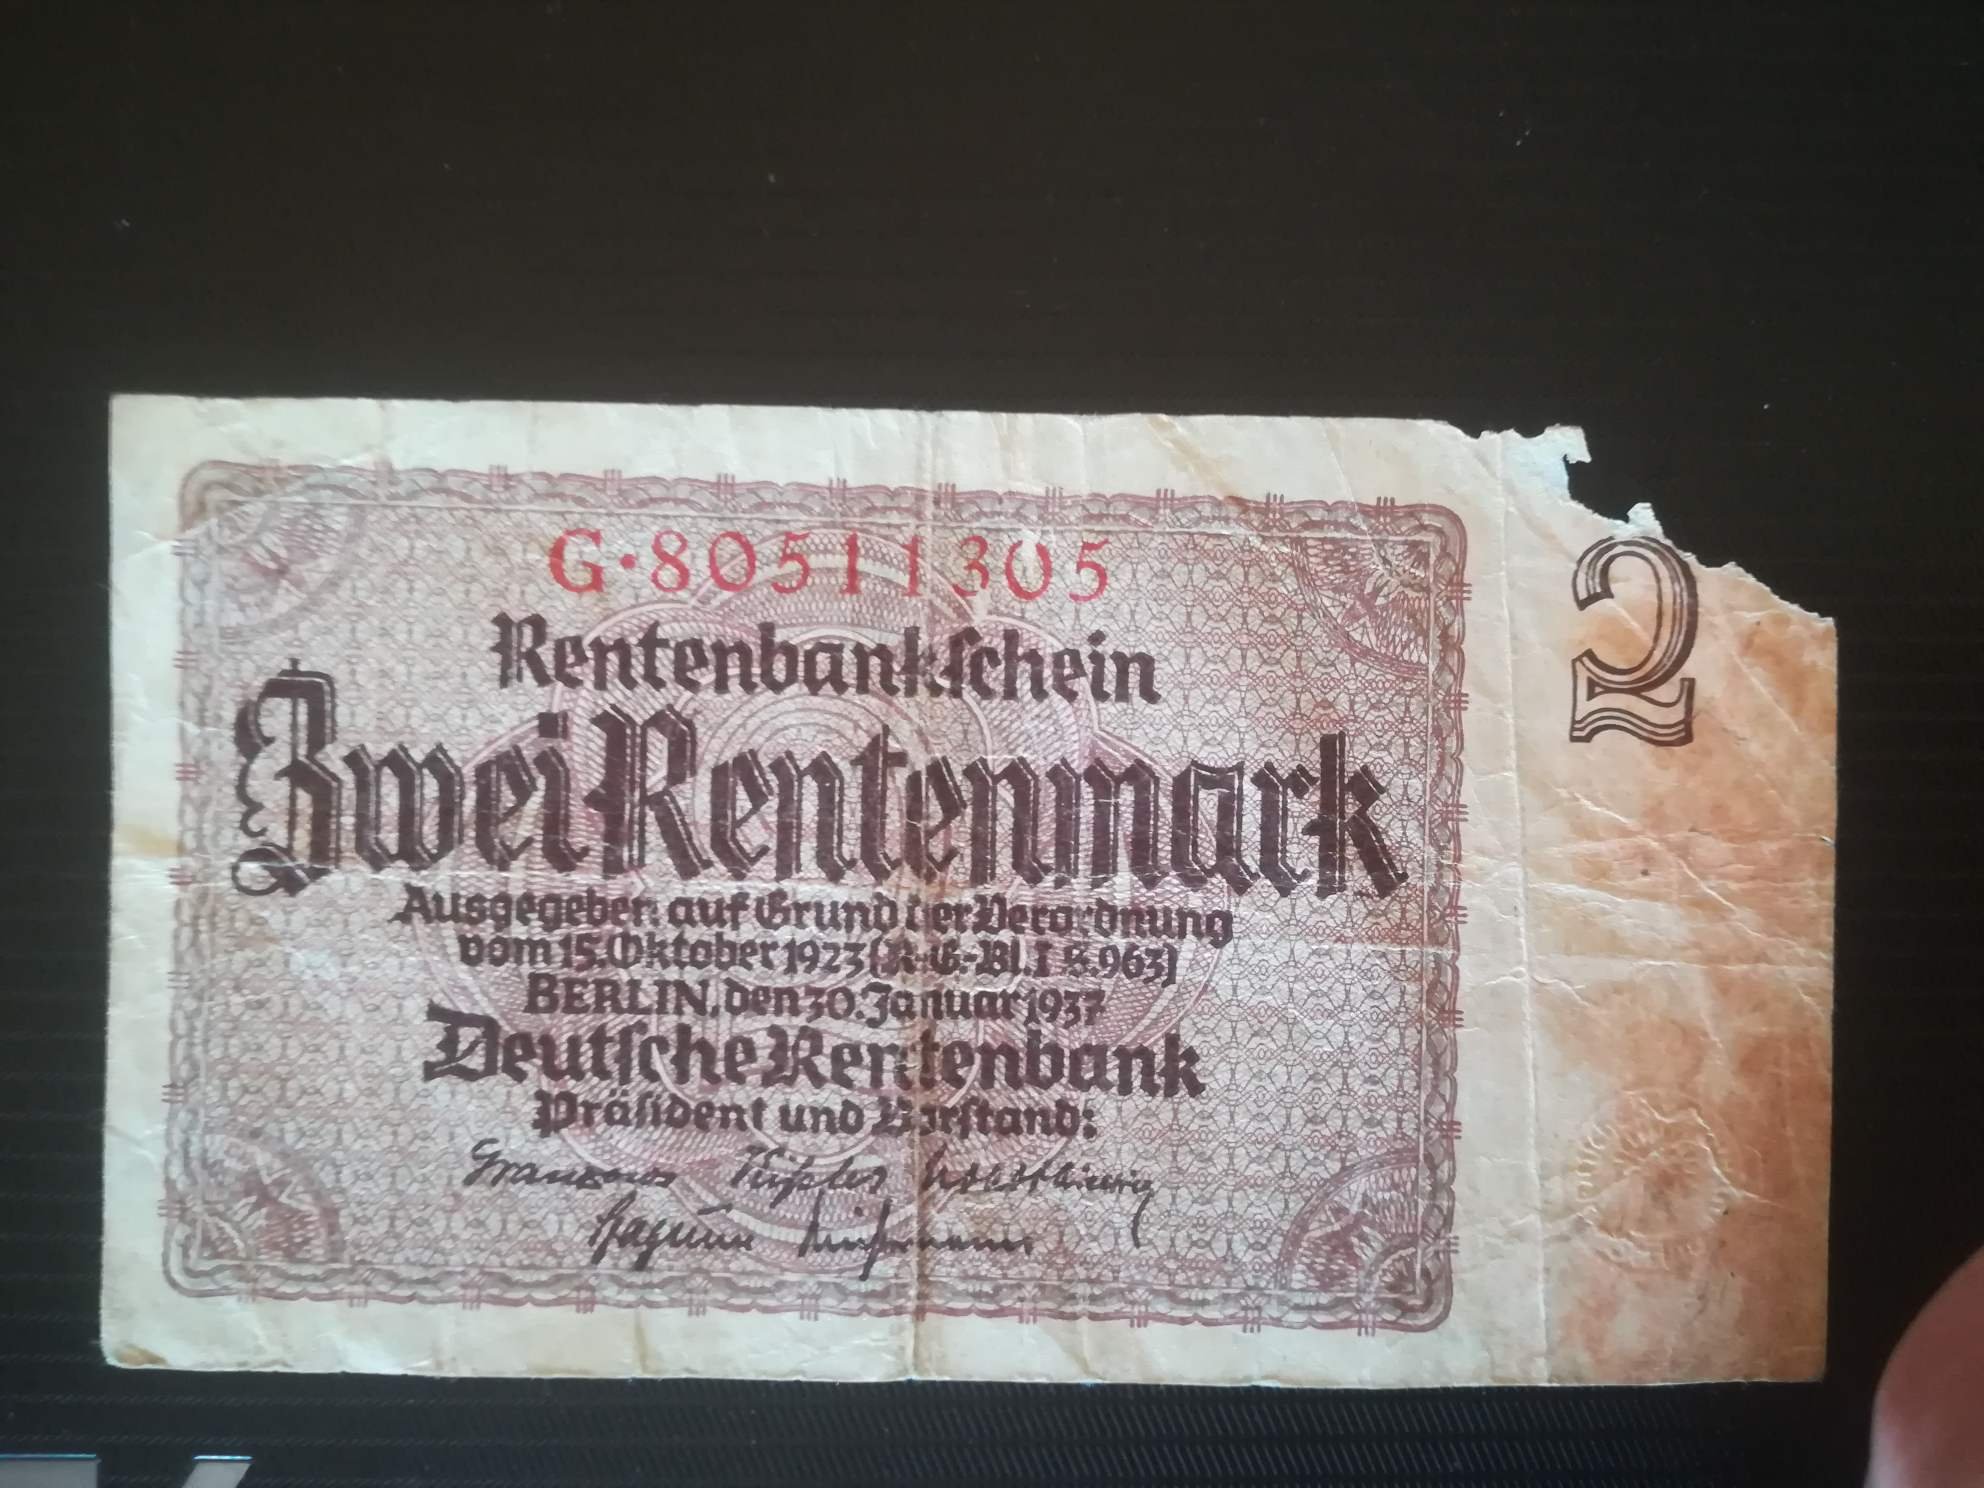 G·80511305
Rentenbankschein
Zwei Rentenmark
Ausgegeben auf Grund der Verordnung
vom 15. Oktober 1923 (R.-G.-Bl. I S. 963)
BERLIN, den 30. Januar 1937
Deutsche Rentenbank
Präsident und Vorstand:
2